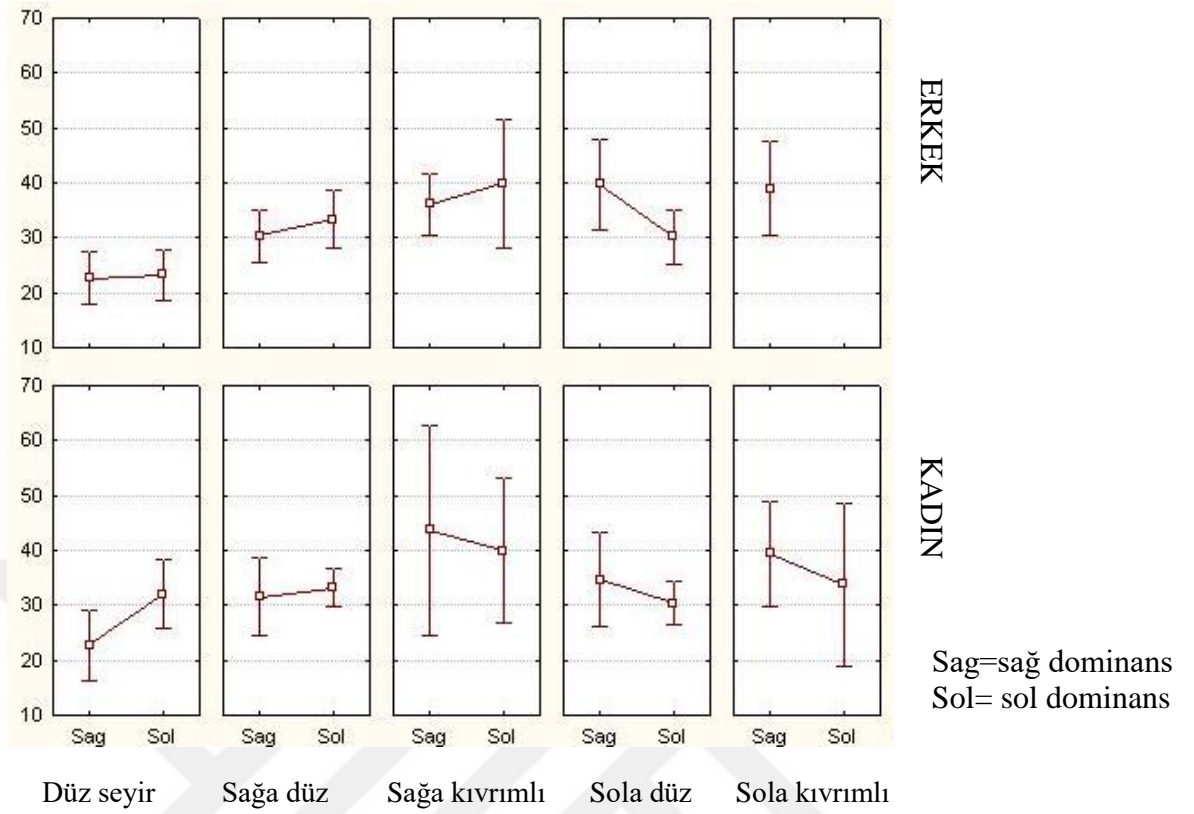 70
60
50
40
30
20
10
ERKEK
70
60
50
40
30
20
10
KADIN
Sag Sol Sag Sol Sag Sol Sag Sol Sag Sol
Sag=sağ dominans
Sol= sol dominans
Düz seyir Sağa düz Sağa kıvrımlı Sola düz Sola kıvrımlı